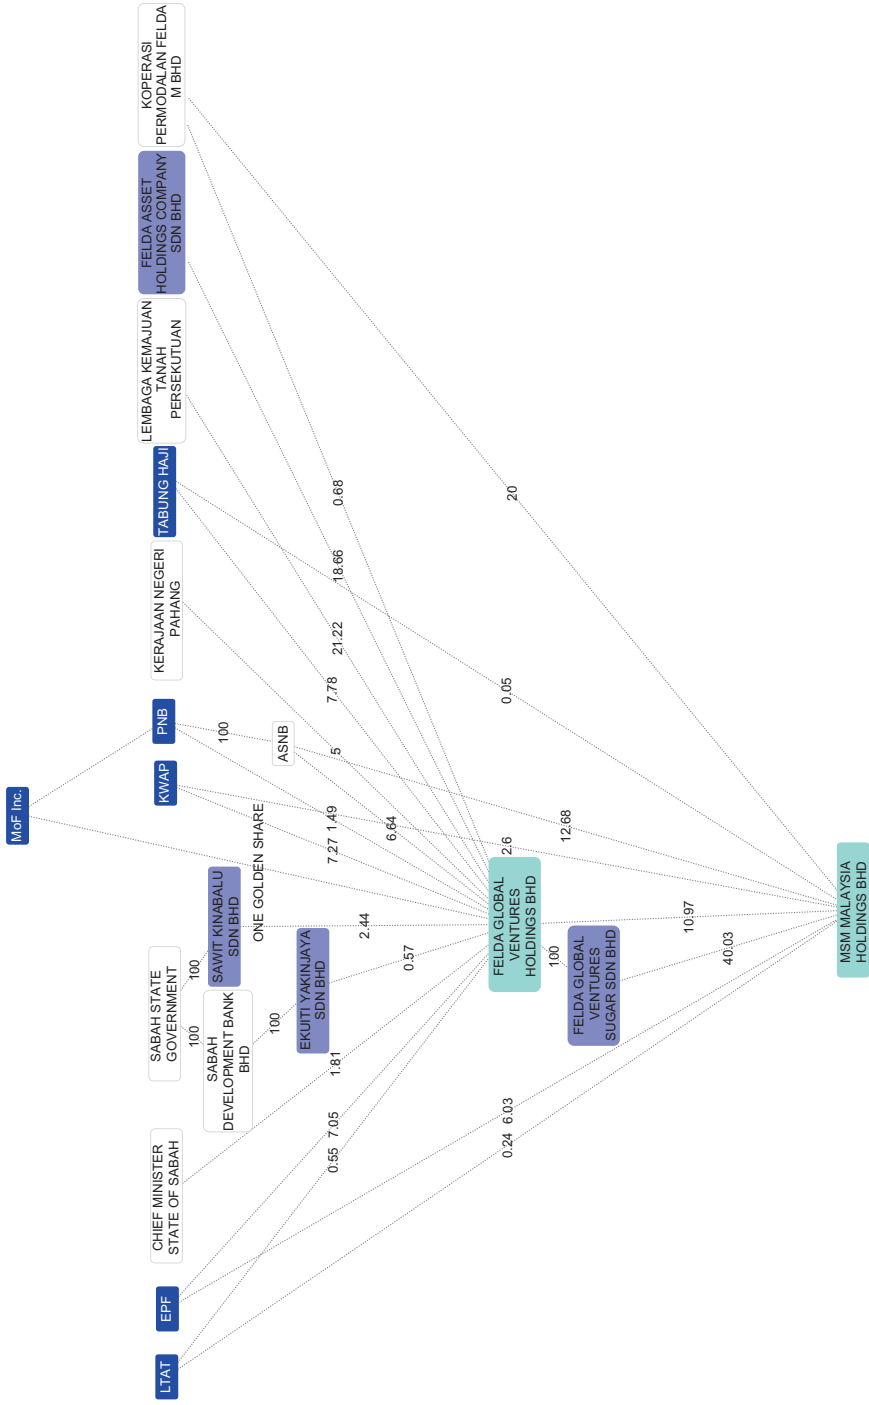 MoF Inc.
LTAT
EPF
CHIEF MINISTER
STATE OF SABAH
SABAH STATE
GOVERNMENT
KWAP
PNB
KERAJAAN NEGERI
PAHANG
TABUNG HAJI
LEMBAGA KEMAJUAN
TANAH
PERSEKUTUAN
FELDA ASSET
HOLDINGS COMPANY
SDN BHD
KOPERASI
PERMODALAN FELDA
M BHD
100
100
100
SABAH
DEVELOPMENT BANK
BHD
SAWIT KINABALU
SDN BHD
ONE GOLDEN SHARE
ASNB
100
EKUITI YAKINJAYA
SDN BHD
0.55
7.05
1.81
7.27
1.49
5
7.78
21.22
18.66
0.68
2.44
6.64
0.57
FELDA GLOBAL
VENTURES
HOLDINGS BHD
0.24
6.03
2.6
0.05
20
100
12.68
FELDA GLOBAL
VENTURES
SUGAR SDN BHD
10.97
40.03
MSM MALAYSIA
HOLDINGS BHD